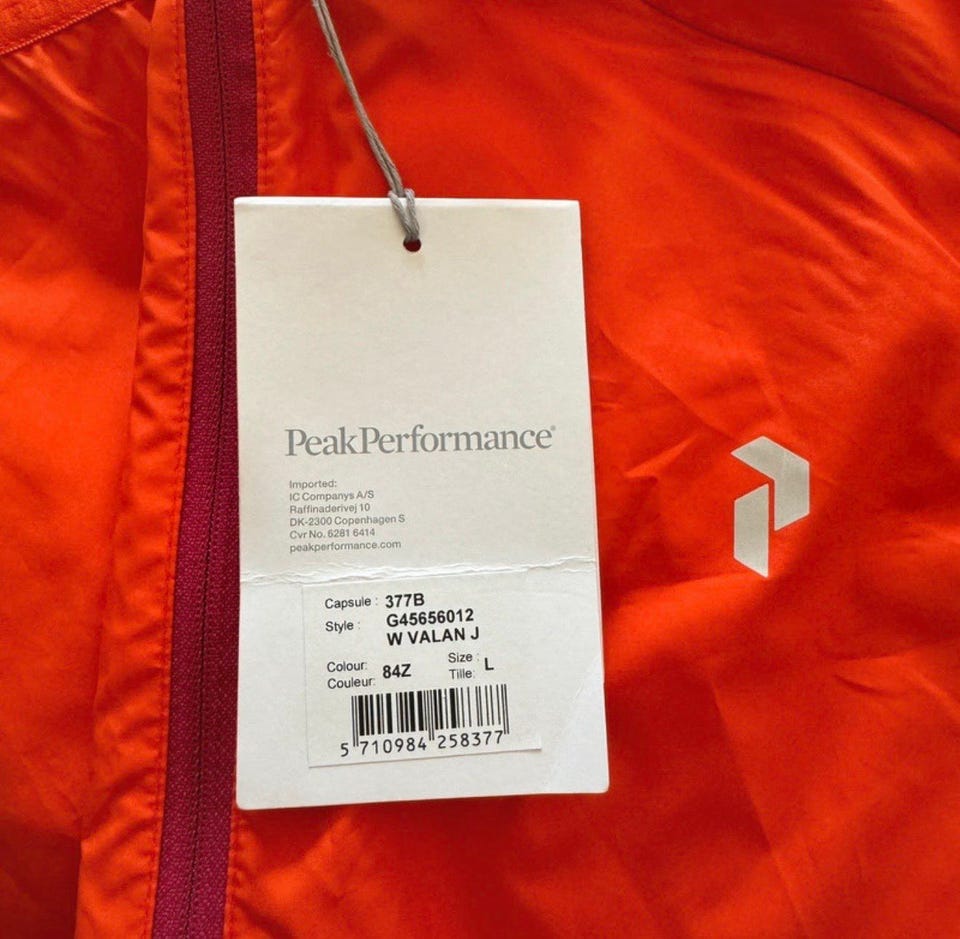 PeakPerformance®
Imported:
IC Companys A/S
Raffinaderivej 10
DK-2300 Copenhagen S
Cvr No. 6281 6414
peakperformance.com
Capsule : 377B
Style : G45656012
W VALAN J
Colour: 84Z Size : L
Couleur: Tille:
5 710984 258377